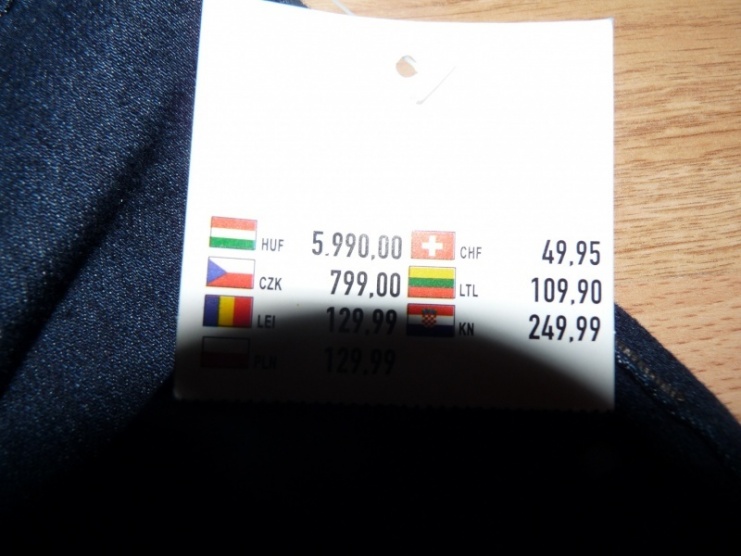 HUF 5.990,00 CHF 49,95
CZK 799,00 LTL 109,90
LEI 129,99 KN 249,99
PLN 129,99